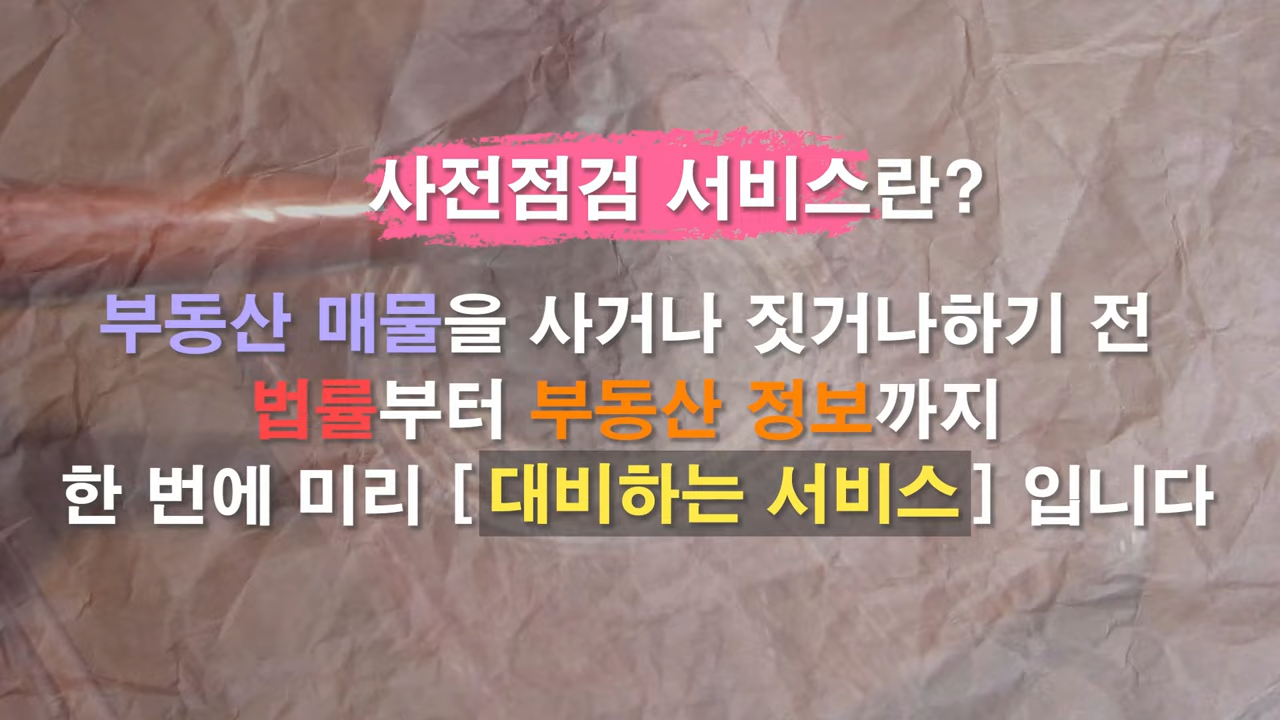 사전점검 서비스란?
부동산 매물을 사거나 짓거나하기 전
법률부터 부동산 정보까지
한 번에 미리 [대비하는 서비스] 입니다